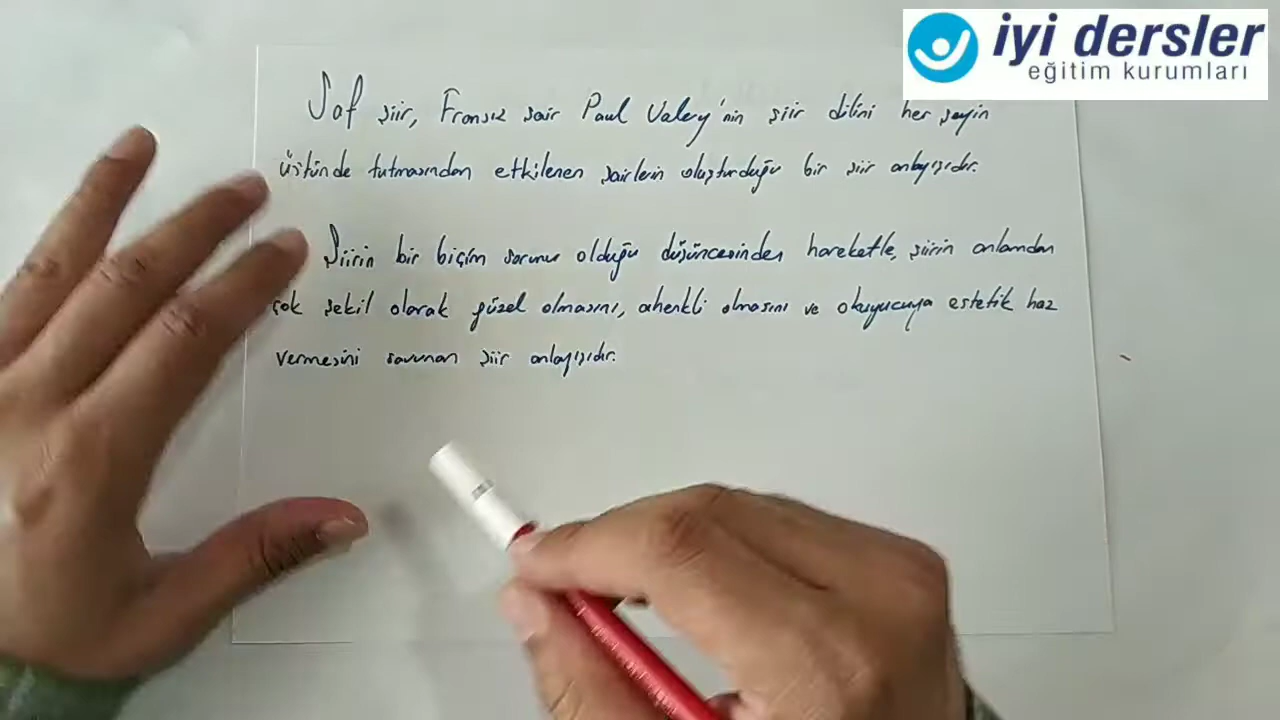 iyi dersler
eğitim kurumları
Saf şiir, Fransız şair Paul Valery'nin şiir dilini her şeyin
üstünde tutmasından etkilenen şairlerin oluşturduğu bir şiir anlayışıdır.
Şiirin bir biçim sorunu olduğu düşüncesinden hareketle, şiirin anlamdan
çok şekil olarak güzel olmasını, ahenkli olmasını ve okuyucuya estetik haz
vermesini savunan şiir anlayışıdır.